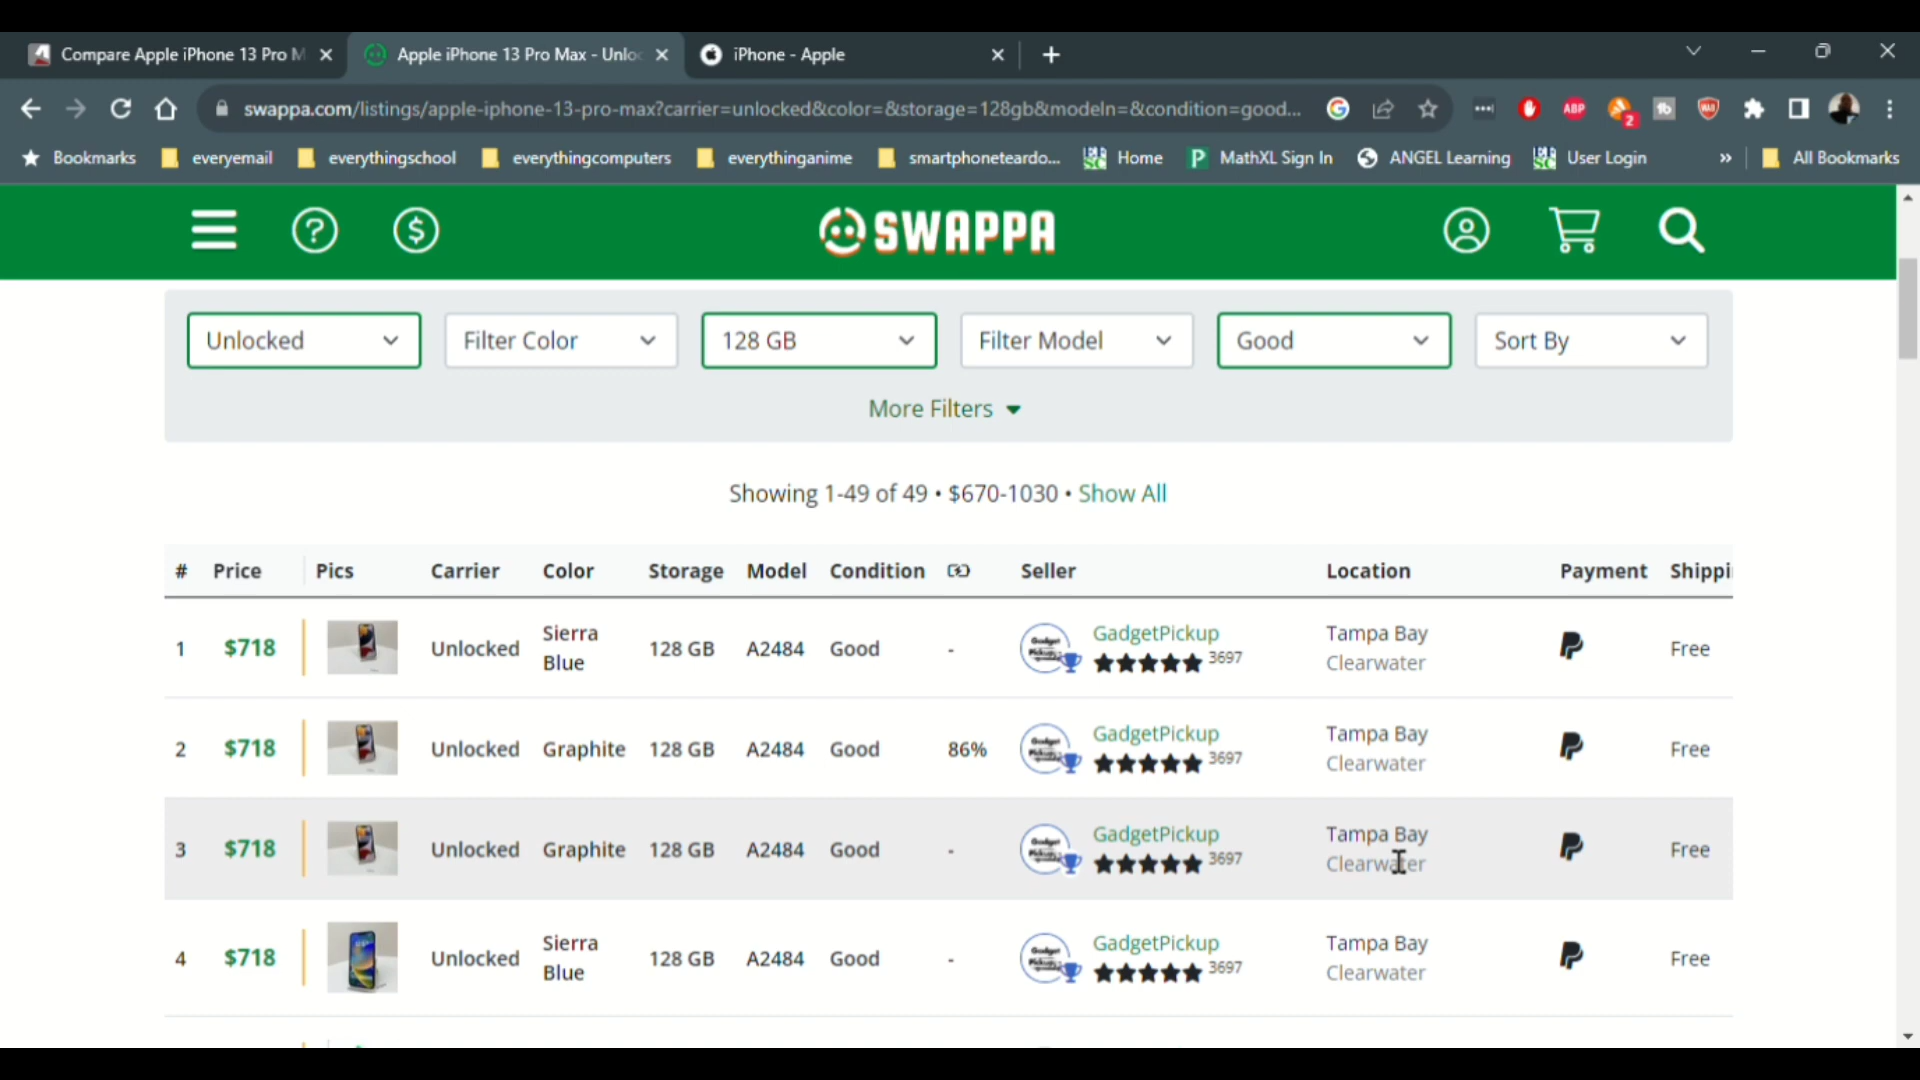 Compare Apple iPhone 13 Pro M
Apple iPhone 13 Pro Max - Unloc
iPhone - Apple
swappa.com/listings/apple-iphone-13-pro-max?carrier=unlocked&color=&storage=128gb&modeln=&condition=good...
ABP
2
Bookmarks
everyemail
everythingschool
everythingcomputers
everythinganime
smartphoneteardo...
Home
MathXL Sign In
ANGEL Learning
User Login
»
All Bookmarks
SWAPPA
Unlocked
Filter Color
128 GB
Filter Model
Good
Sort By
More Filters
Showing 1-49 of 49 • $670-1030 • Show All
# Price Pics Carrier Color Storage Model Condition Seller Location Payment Shippi
1 $718 Unlocked Sierra Blue 128 GB A2484 Good - GadgetPickup 3697 Tampa Bay Clearwater Free
2 $718 Unlocked Graphite 128 GB A2484 Good 86% GadgetPickup 3697 Tampa Bay Clearwater Free
3 $718 Unlocked Graphite 128 GB A2484 Good - GadgetPickup 3697 Tampa Bay Clearwater Free
4 $718 Unlocked Sierra Blue 128 GB A2484 Good - GadgetPickup 3697 Tampa Bay Clearwater Free